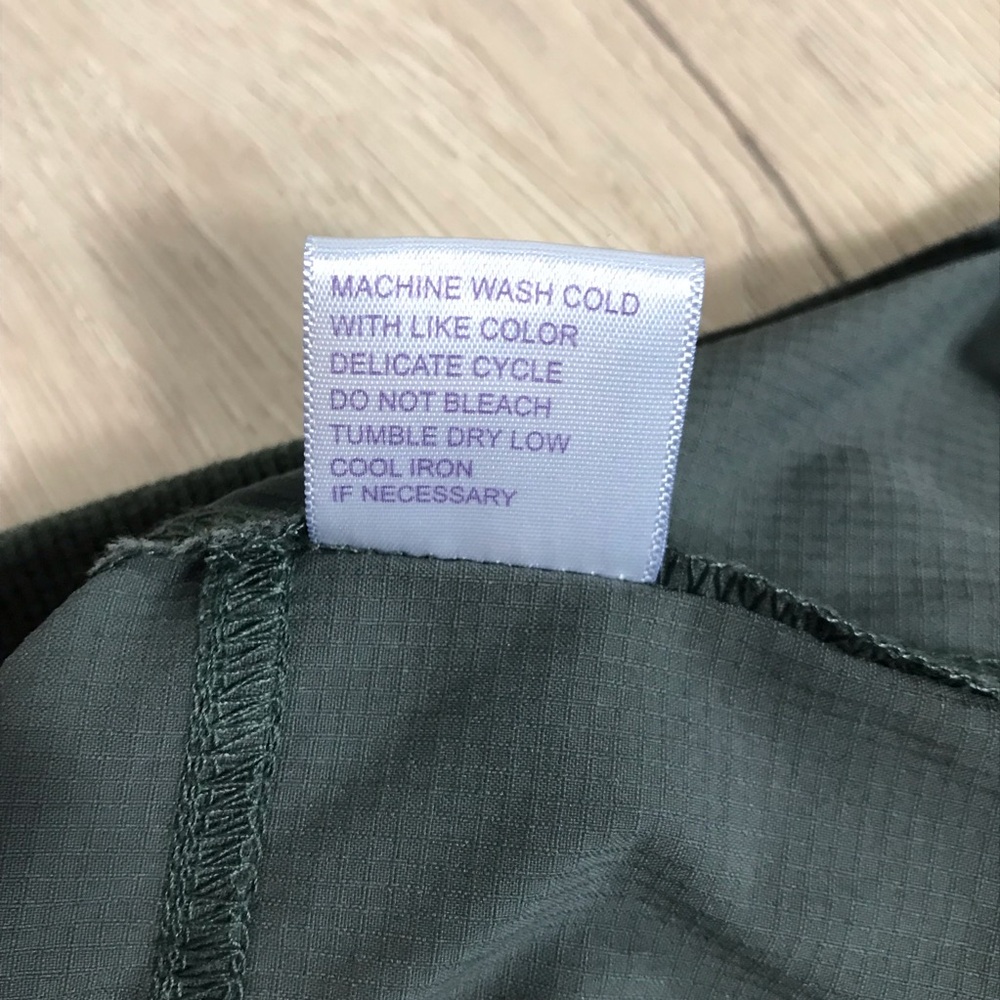 MACHINE WASH COLD
WITH LIKE COLOR
DELICATE CYCLE
DO NOT BLEACH
TUMBLE DRY LOW
COOL IRON
IF NECESSARY